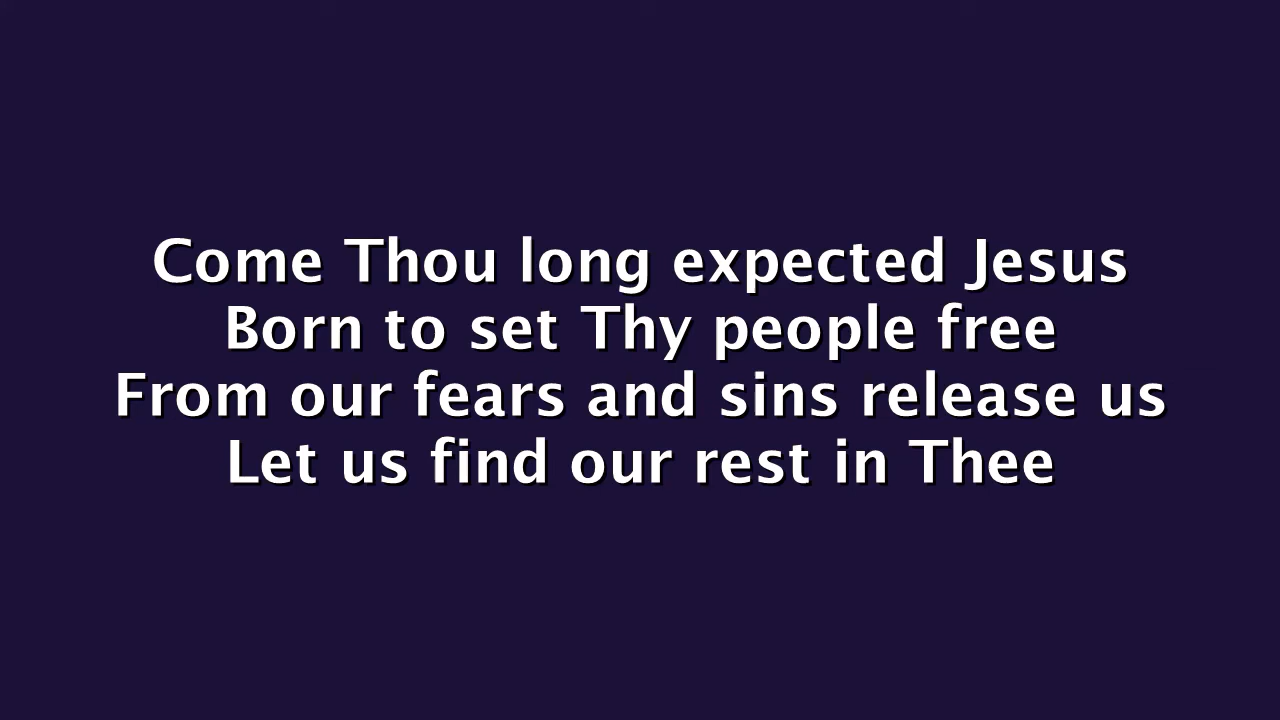 Come Thou long expected Jesus
Born to set Thy people free
From our fears and sins release us
Let us find our rest in Thee